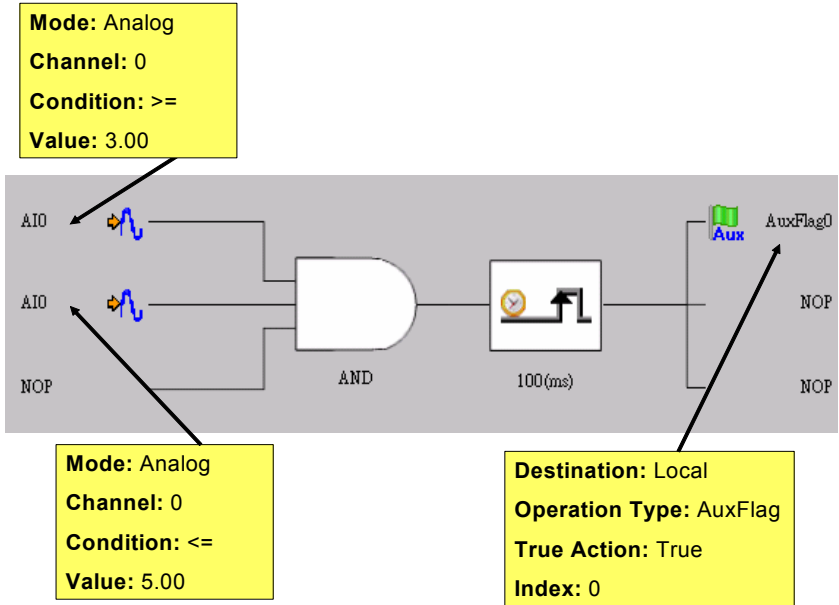 Mode: Analog
Channel: 0
Condition: >=
Value: 3.00
AI0
Aux
AuxFlag0
AI0
NOP
AND
100(ms)
NOP
NOP
Mode: Analog
Channel: 0
Condition: <=
Value: 5.00
Destination: Local
Operation Type: AuxFlag
True Action: True
Index: 0